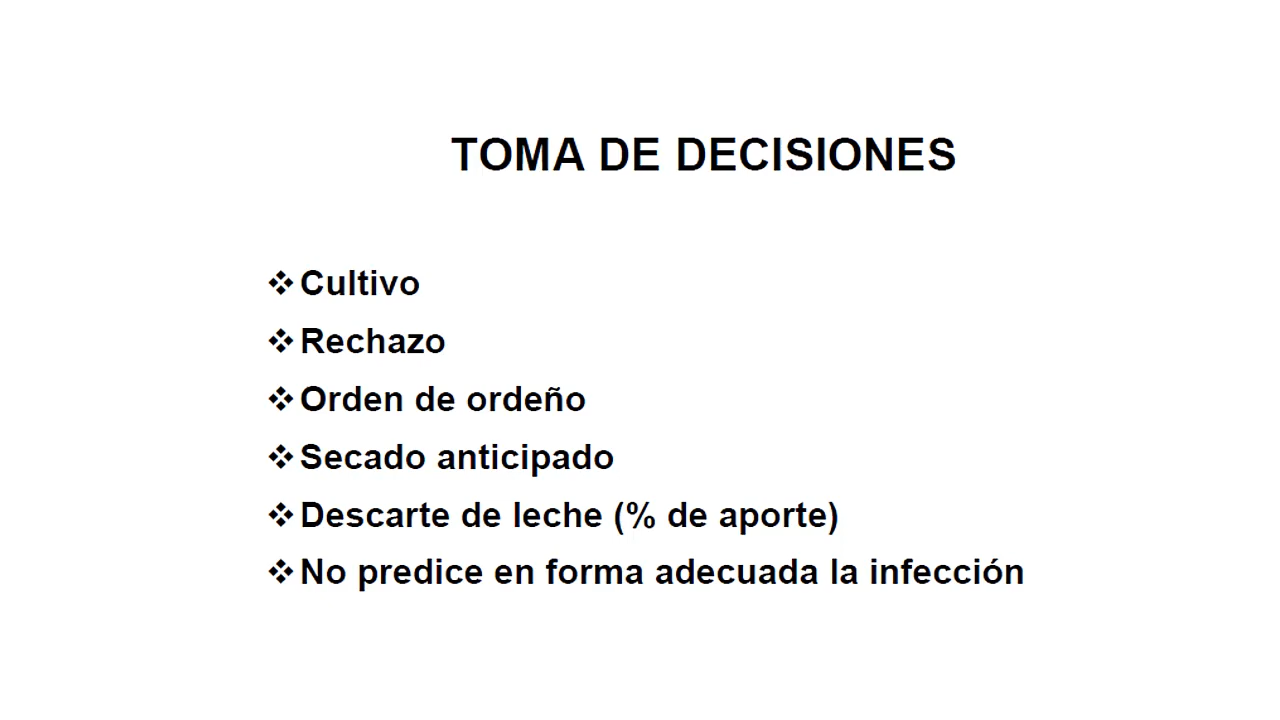 TOMA DE DECISIONES
❖ Cultivo
❖ Rechazo
❖ Orden de ordeño
❖ Secado anticipado
❖ Descarte de leche (% de aporte)
❖ No predice en forma adecuada la infección